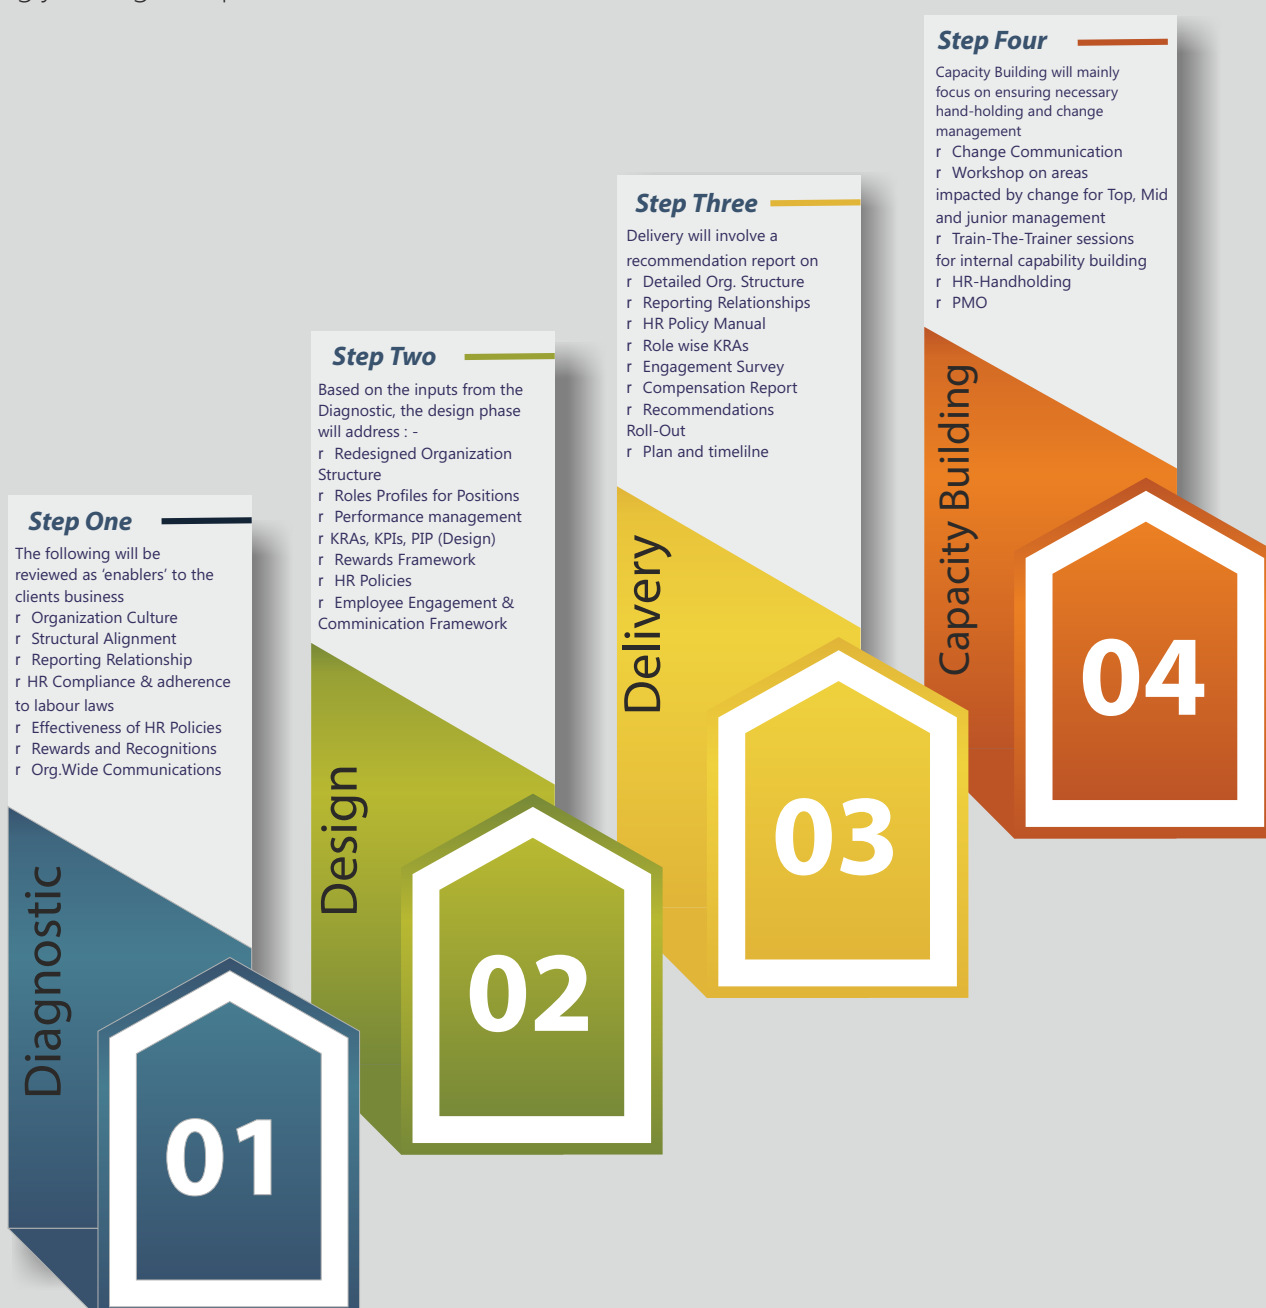 Step One
The following will be
reviewed as ‘enablers’ to the
clients business
r Organization Culture
r Structural Alignment
r Reporting Relationship
r HR Compliance & adherence
to labour laws
r Effectiveness of HR Policies
r Rewards and Recognitions
r Org.Wide Communications
Diagnostic
01
Step Two
Based on the inputs from the
Diagnostic, the design phase
will address : -
r Redesigned Organization
Structure
r Roles Profiles for Positions
r Performance management
r KRAs, KPIs, PIP (Design)
r Rewards Framework
r HR Policies
r Employee Engagement &
Comminication Framework
Design
02
Step Three
Delivery will involve a
recommendation report on
r Detailed Org. Structure
r Reporting Relationships
r HR Policy Manual
r Role wise KRAs
r Engagement Survey
r Compensation Report
r Recommendations
Roll-Out
r Plan and timelilne
Delivery
03
Step Four
Capacity Building will mainly
focus on ensuring necessary
hand-holding and change
management
r Change Communication
r Workshop on areas
impacted by change for Top, Mid
and junior management
r Train-The-Trainer sessions
for internal capability building
r HR-Handholding
r PMO
Capacity Building
04